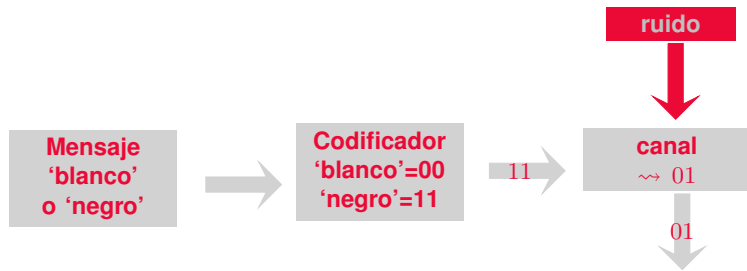 ruido
Mensaje
‘blanco’
o ‘negro’
Codificador
‘blanco’=00
‘negro’=11
11
canal
⇝ 01
01